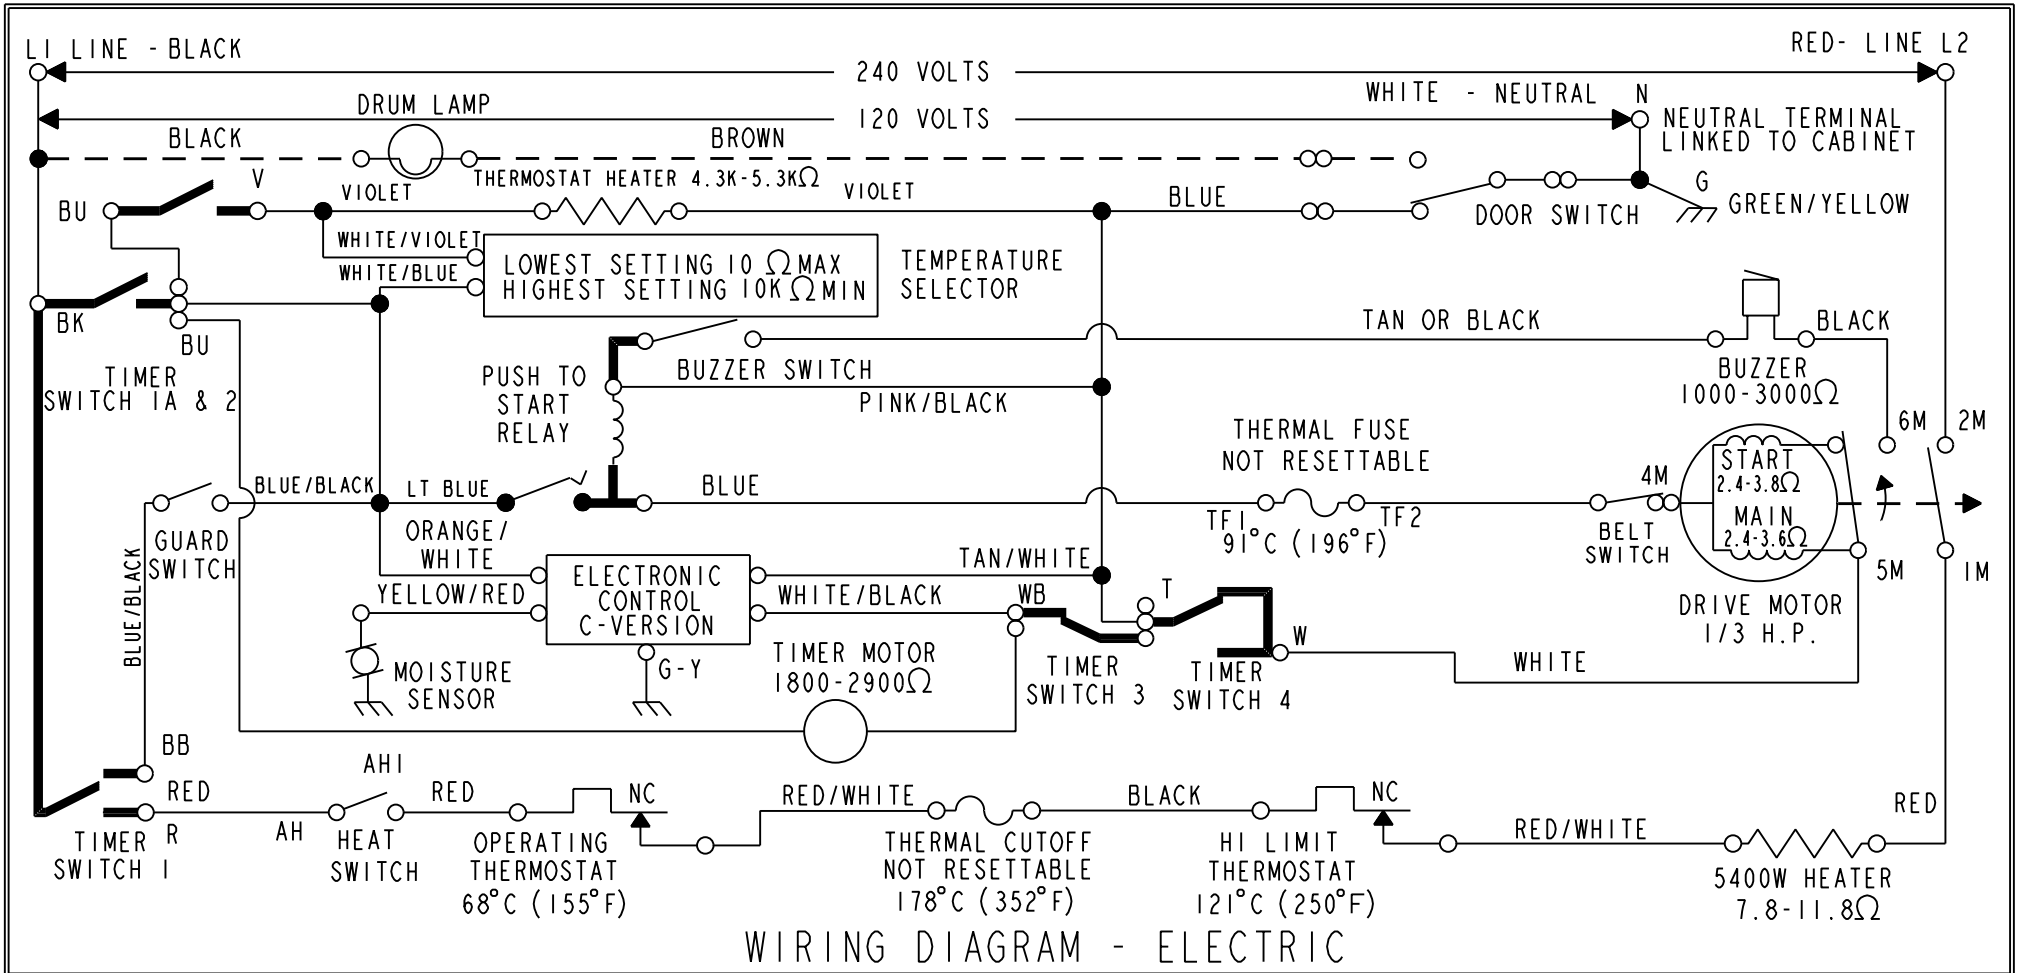 LI LINE - BLACK
RED- LINE L2
240 VOLTS
WHITE - NEUTRAL N
DRUM LAMP
120 VOLTS
NEUTRAL TERMINAL
LINKED TO CABINET
BLACK
BROWN
V
VIOLET
THERMOSTAT HEATER 4.3K-5.3KΩ
VIOLET
BU
BLUE
DOOR SWITCH
G
GREEN/YELLOW
WHITE/VIOLET
WHITE/BLUE
LOWEST SETTING 10 Ω MAX
HIGHEST SETTING 10K Ω MIN
TEMPERATURE
SELECTOR
BK
BU
TIMER
SWITCH 1A & 2
TAN OR BLACK
BLACK
BUZZER
1000-3000Ω
PUSH TO
START
RELAY
BUZZER SWITCH
PINK/BLACK
THERMAL FUSE
NOT RESETTABLE
6M
2M
4M
START
2.4-3.8Ω
MAIN
2.4-3.6Ω
BLUE/BLACK
LT BLUE
BLUE
TF1
TF2
91°C (196°F)
BELT
SWITCH
5M
1M
GUARD
SWITCH
ORANGE/
WHITE
TAN/WHITE
BLUE/BLACK
YELLOW/RED
ELECTRONIC
CONTROL
C-VERSION
WHITE/BLACK
WB
T
DRIVE MOTOR
1/3 H.P.
MOISTURE
SENSOR
G-Y
TIMER MOTOR
1800-2900Ω
TIMER
SWITCH 3
TIMER
SWITCH 4
W
WHITE
BB
AH1
RED
R
AH
HEAT
SWITCH
RED
NC
RED/WHITE
BLACK
NC
RED/WHITE
RED
TIMER
SWITCH 1
OPERATING
THERMOSTAT
68°C (155°F)
THERMAL CUTOFF
NOT RESETTABLE
178°C (352°F)
HI LIMIT
THERMOSTAT
121°C (250°F)
5400W HEATER
7.8-11.8Ω
WIRING DIAGRAM - ELECTRIC